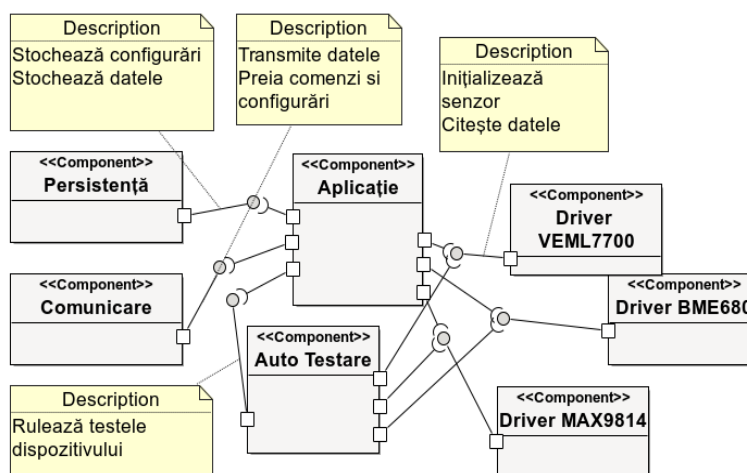 Description
Stochează configurări
Stochează datele
Description
Transmite datele
Preia comenzi si
configurări
Description
Inițializează
senzor
Citește datele
<<Component>>
Persistență
<<Component>>
Aplicație
<<Component>>
Driver
VEML7700
<<Component>>
Comunicare
<<Component>>
Driver BME680
<<Component>>
Auto Testare
Description
Rulează testele
dispozitivului
<<Component>>
Driver MAX9814